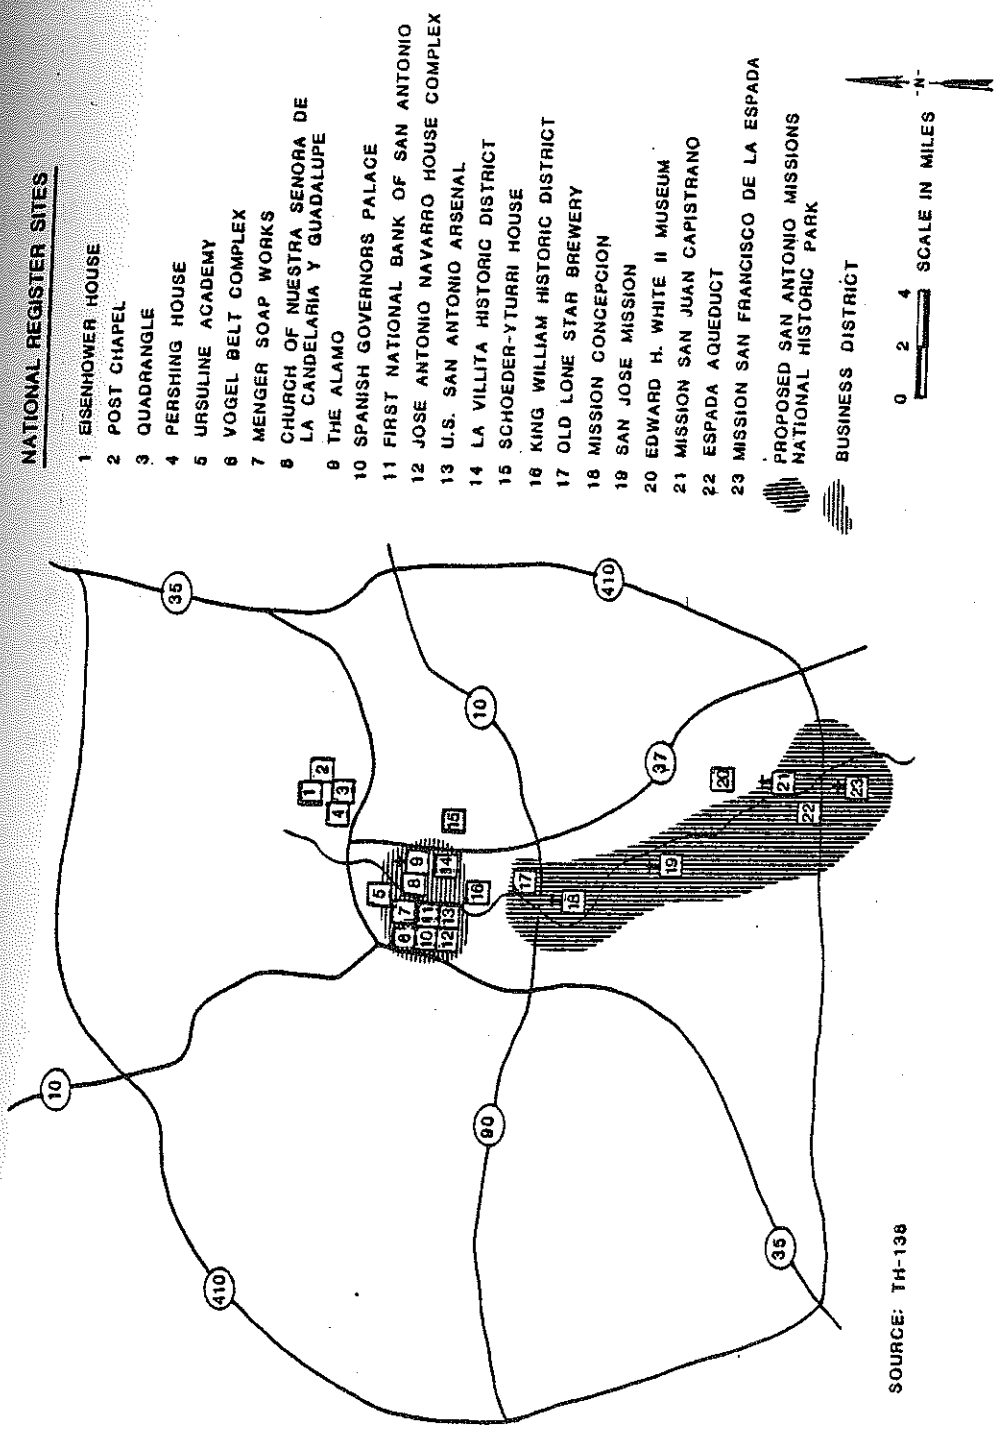 NATIONAL REGISTER SITES
1 EISENHOWER HOUSE
2 POST CHAPEL
3 QUADRANGLE
4 PERSHING HOUSE
5 URSULINE ACADEMY
6 VOGEL BELT COMPLEX
7 MENGER SOAP WORKS
8 CHURCH OF NUESTRA SENORA DE
LA CANDELARIA Y GUADALUPE
9 THE ALAMO
10 SPANISH GOVERNORS PALACE
11 FIRST NATIONAL BANK OF SAN ANTONIO
12 JOSE ANTONIO NAVARRO HOUSE COMPLEX
13 U.S. SAN ANTONIO ARSENAL
14 LA VILLITA HISTORIC DISTRICT
15 SCHOEDER-YTURRI HOUSE
16 KING WILLIAM HISTORIC DISTRICT
17 OLD LONE STAR BREWERY
18 MISSION CONCEPCION
19 SAN JOSE MISSION
20 EDWARD H. WHITE II MUSEUM
21 MISSION SAN JUAN CAPISTRANO
22 ESPADA AQUEDUCT
23 MISSION SAN FRANCISCO DE LA ESPADA
PROPOSED SAN ANTONIO MISSIONS
NATIONAL HISTORIC PARK
BUSINESS DISTRICT
0 2 4 SCALE IN MILES
-N-
10
410
35
90
35
10
37
410
1
2
3
4
5
6
7
8
9
10
11
12
13
14
15
16
17
18
19
20
21
22
23
SOURCE: TH-138